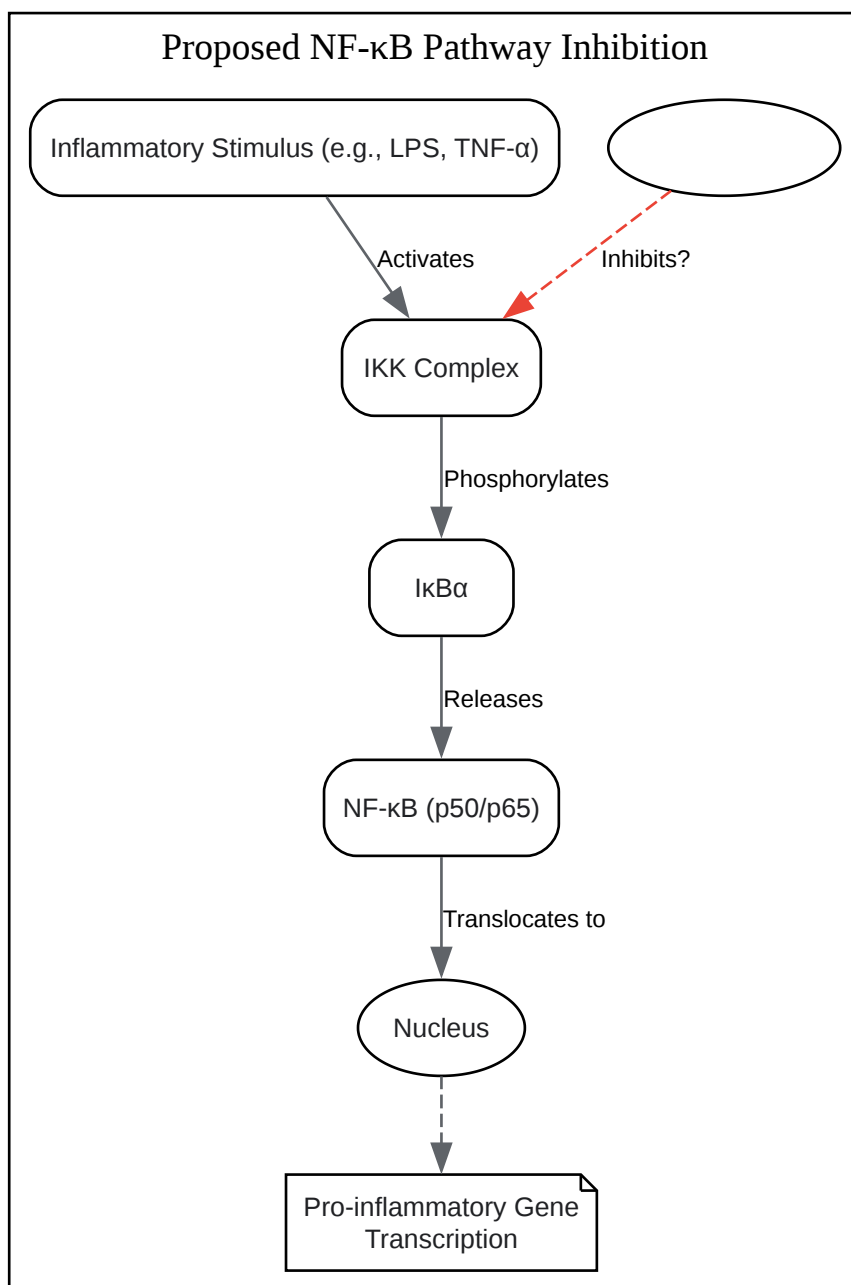 Proposed NF-κB Pathway Inhibition
Inflammatory Stimulus (e.g., LPS, TNF-α)
Activates
Inhibits?
IKK Complex
Phosphorylates
IκBα
Releases
NF-κB (p50/p65)
Translocates to
Nucleus
Pro-inflammatory Gene
Transcription